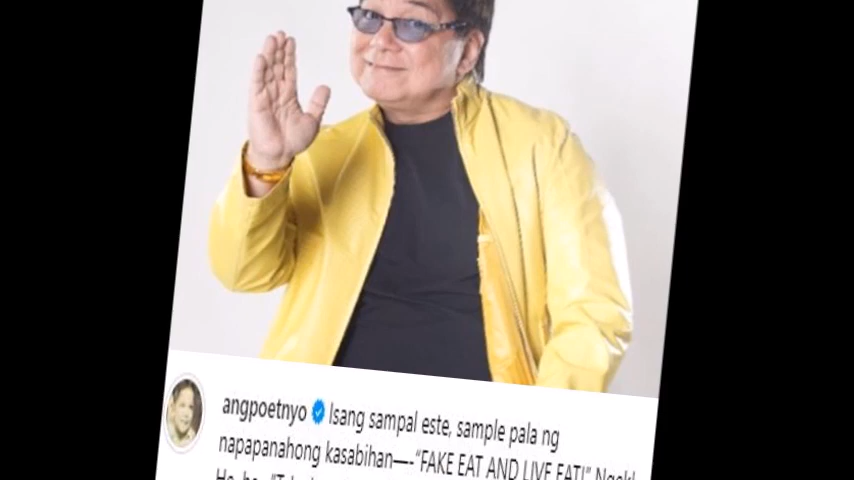 angpoetnyo Isang sampal este, sample pala ng
napapanahong kasabihan—-“FAKE EAT AND LIVE EAT!” Ngek!